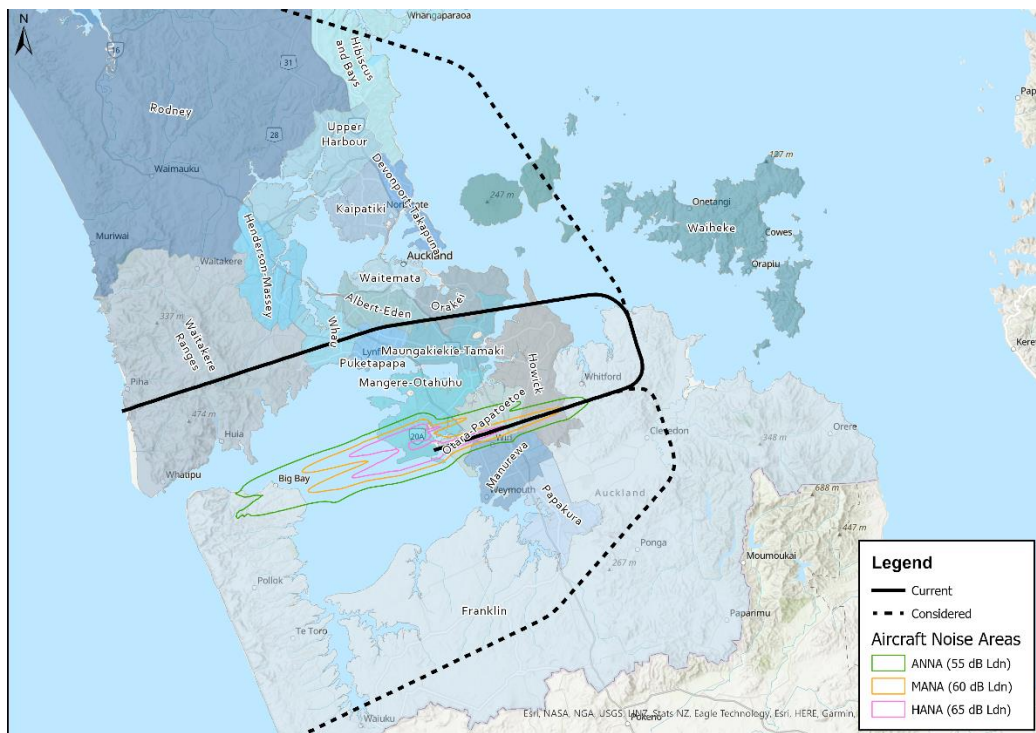 N
Whangaparaoa
16
31
Hibiscus
and Bays
Rodney
28
Upper
Harbour
Waimauku
Devonport-Takapuna
Kaipatiki
Onetangi
Waiheke
Cowes
Muriwai
Henderson-Massey
Waitakere
Auckland
247 m
Orapiu
Waitemata
Albert-Eden
Orakei
337 m
Waitakere
Ranges
Whau
Maungakiekie-Tamaki
Puketapapa
Howick
Whitford
Piha
Mangere-Otahuhu
474 m
Huia
20A
Otara-Papatoetoe
Clevedon
348 m
Orere
Whatipu
Big Bay
Manurewa
Weymouth
Papakura
Auckland
688 m
447 m
Ponga
267 m
Moumoukai
Pollok
Franklin
Te Toro
Paparimu
Waiuku
Pokeno
Legend
Current
Considered
Aircraft Noise Areas
ANNA (55 dB Ldn)
MANA (60 dB Ldn)
HANA (65 dB Ldn)
Esri, NASA, NGA, USGS, LINZ, Stats NZ, Eagle Technology, Esri, HERE, Garmin,